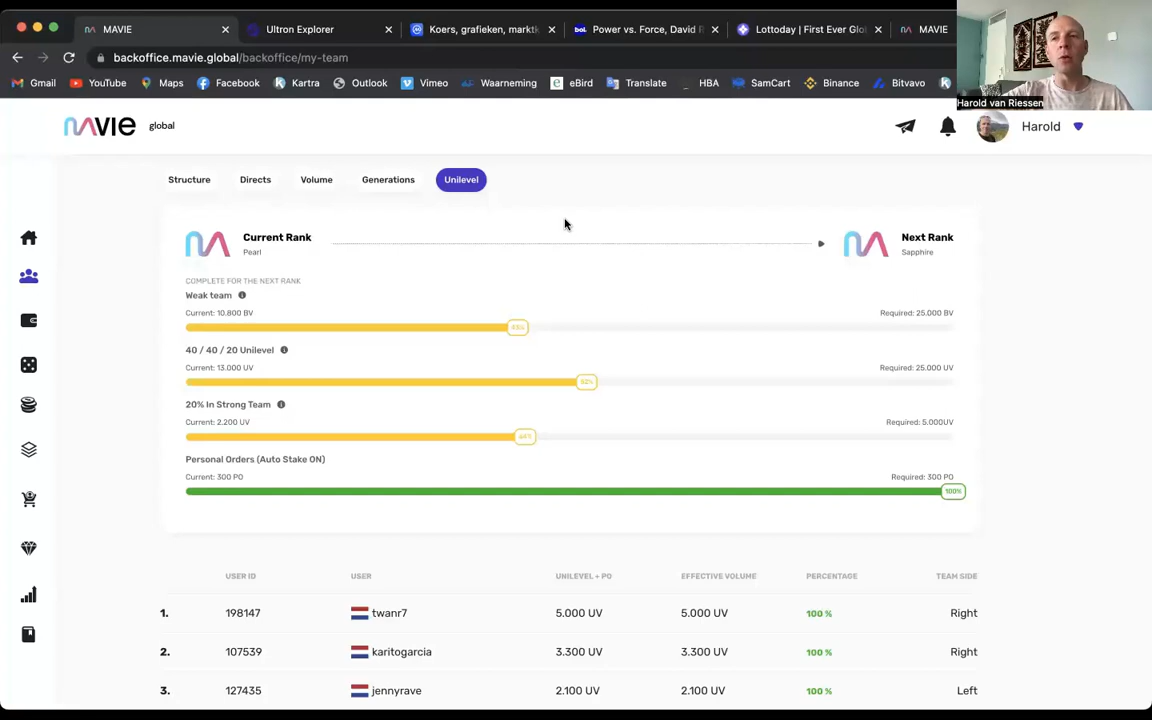 MAVIE
Ultron Explorer
Koers, grafieken, markt
Power vs. Force, David R
Lottoday | First Ever Glo
MAVIE
backoffice.mavie.global/backoffice/my-team
Gmail YouTube Maps Facebook Kartra Outlook Vimeo Waarneming eBird Translate HBA SamCart Binance Bitvavo
Harold van Riessen
MAVIE global
Harold
Structure Directs Volume Generations Unilevel
Current Rank
Pearl
Next Rank
Sapphire
COMPLETE FOR THE NEXT RANK
Weak team
Current: 10.800 BV Required: 25.000 BV
40 / 40 / 20 Unilevel
Current: 13.000 UV Required: 25.000 UV
52%
20% In Strong Team
Current: 2.200 UV Required: 5.000UV
44%
Personal Orders (Auto Stake ON)
Current: 300 PO Required: 300 PO
100%
USER ID USER UNILEVEL + PO EFFECTIVE VOLUME PERCENTAGE TEAM SIDE
1. 198147 twanr7 5.000 UV 5.000 UV 100 % Right
2. 107539 karitogarcia 3.300 UV 3.300 UV 100 % Right
3. 127435 jennyrave 2.100 UV 2.100 UV 100 % Left